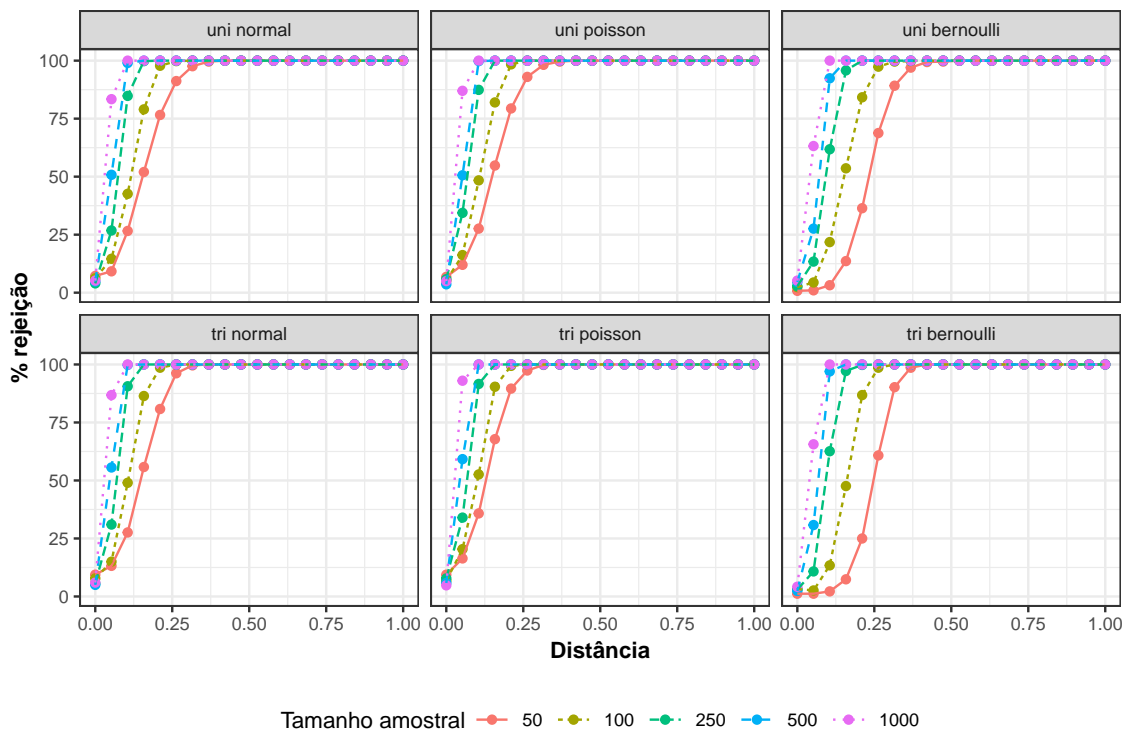 uni normal uni poisson uni bernoulli
100
75
50
25
0
tri normal tri poisson tri bernoulli
100
75
50
25
0
% rejeição
0.00 0.25 0.50 0.75 1.00 0.00 0.25 0.50 0.75 1.00 0.00 0.25 0.50 0.75 1.00
Distância
Tamanho amostral 50 100 250 500 1000